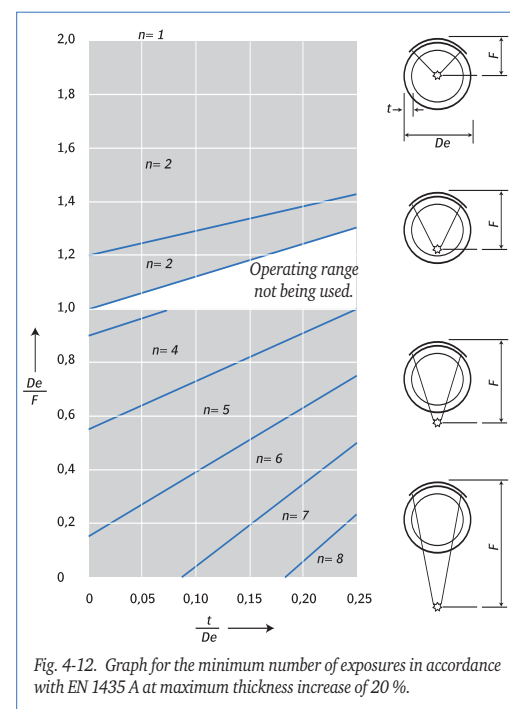 2,0
n= 1
1,8
1,6
n= 2
1,4
1,2
n= 2
Operating range
not being used.
1,0
0,8
n= 4
De
F
0,6
n= 5
0,4
n= 6
0,2
n= 7
n= 8
0
0
0,05
0,10
0,15
0,20
0,25
t
De
F
t
De
F
F
F
Fig. 4-12. Graph for the minimum number of exposures in accordance
with EN 1435 A at maximum thickness increase of 20 %.